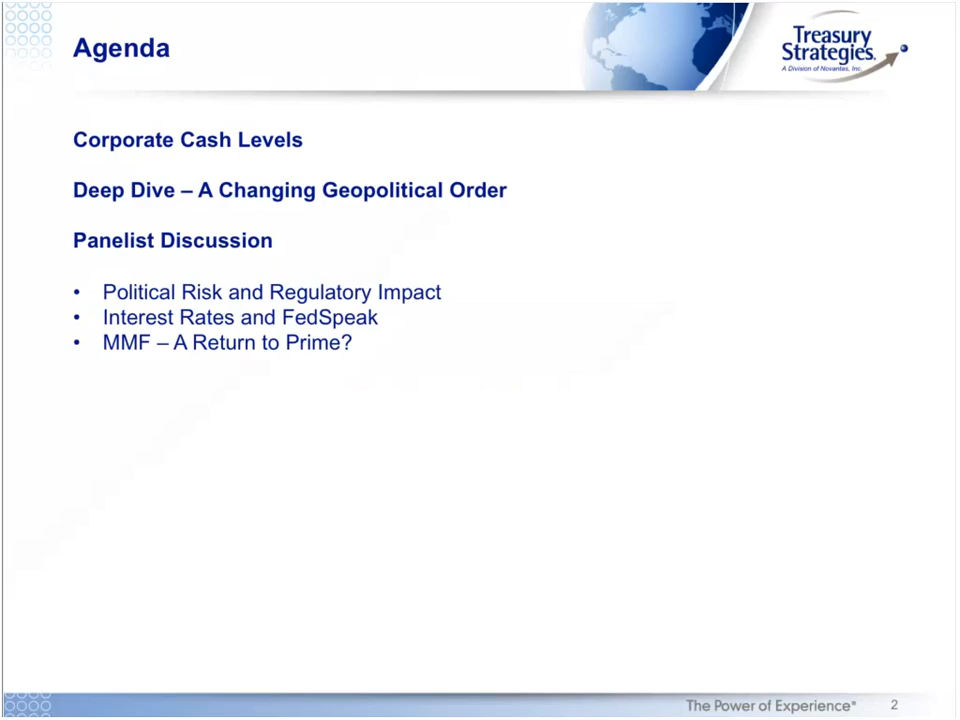 Agenda
Treasury
Strategies.
A Division of Novantas, Inc.
Corporate Cash Levels
Deep Dive – A Changing Geopolitical Order
Panelist Discussion
• Political Risk and Regulatory Impact
• Interest Rates and FedSpeak
• MMF – A Return to Prime?
The Power of Experience®
2